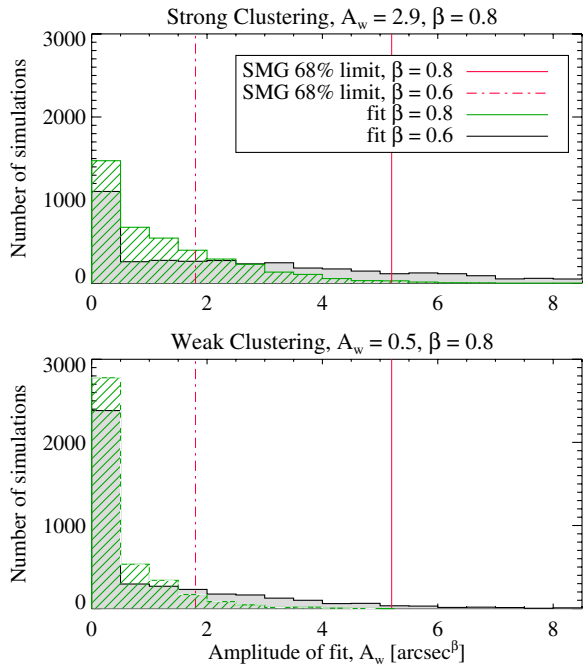 Strong Clustering, A_w = 2.9, β = 0.8
3000
2000
1000
0
Number of simulations
SMG 68% limit, β = 0.8
SMG 68% limit, β = 0.6
fit β = 0.8
fit β = 0.6
0 2 4 6 8
Weak Clustering, A_w = 0.5, β = 0.8
3000
2000
1000
0
Number of simulations
0 2 4 6 8
Amplitude of fit, A_w [arcsec^β]